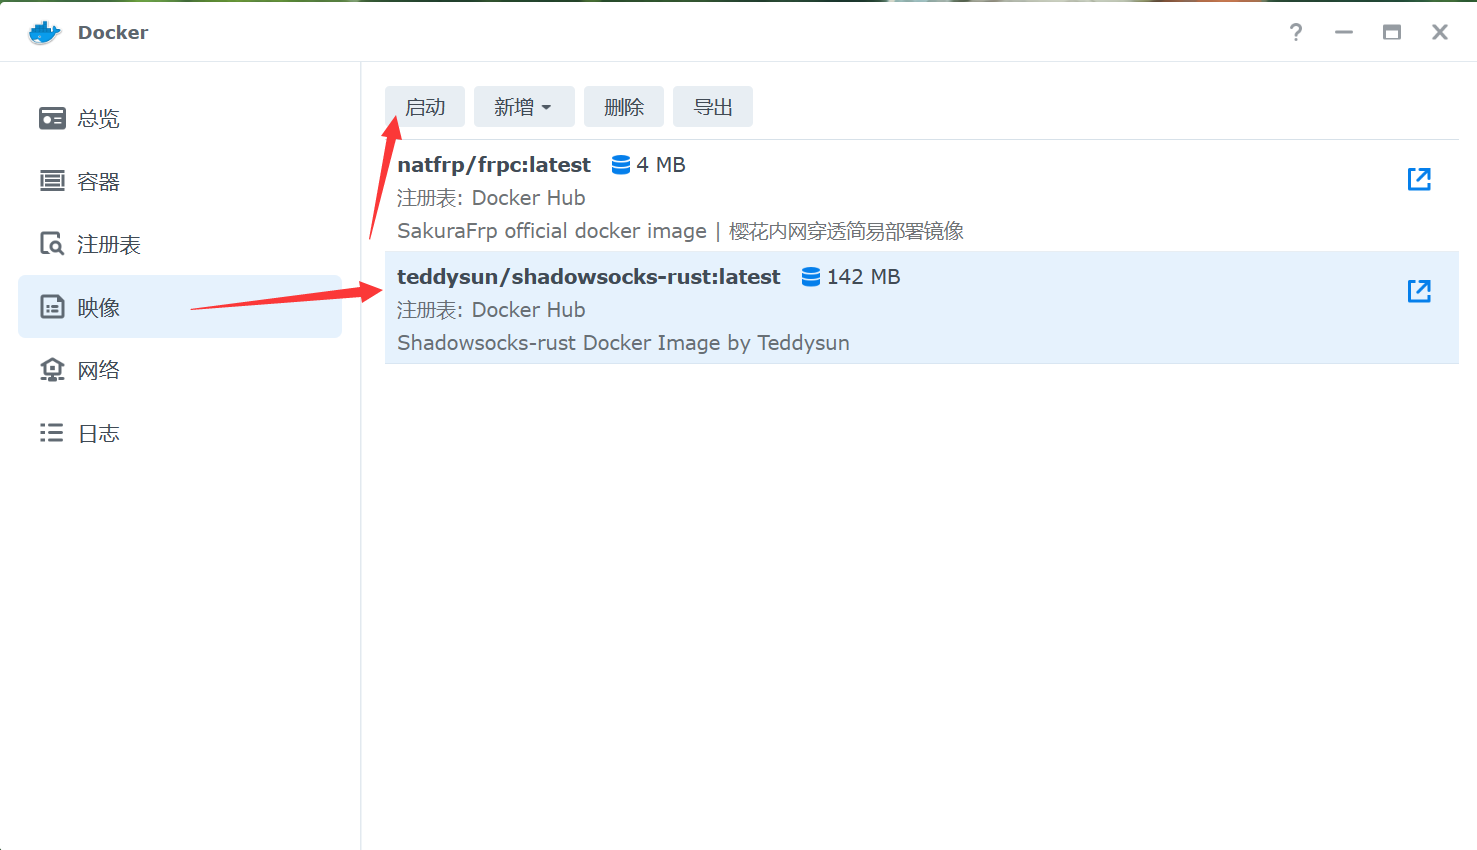 Docker
?
总览
容器
注册表
映像
网络
日志
启动 新增 删除 导出
natfrp/frpc:latest 4 MB
注册表: Docker Hub
SakuraFrp official docker image | 樱花内网穿透简易部署镜像
teddysun/shadowsocks-rust:latest 142 MB
注册表: Docker Hub
Shadowsocks-rust Docker Image by Teddysun